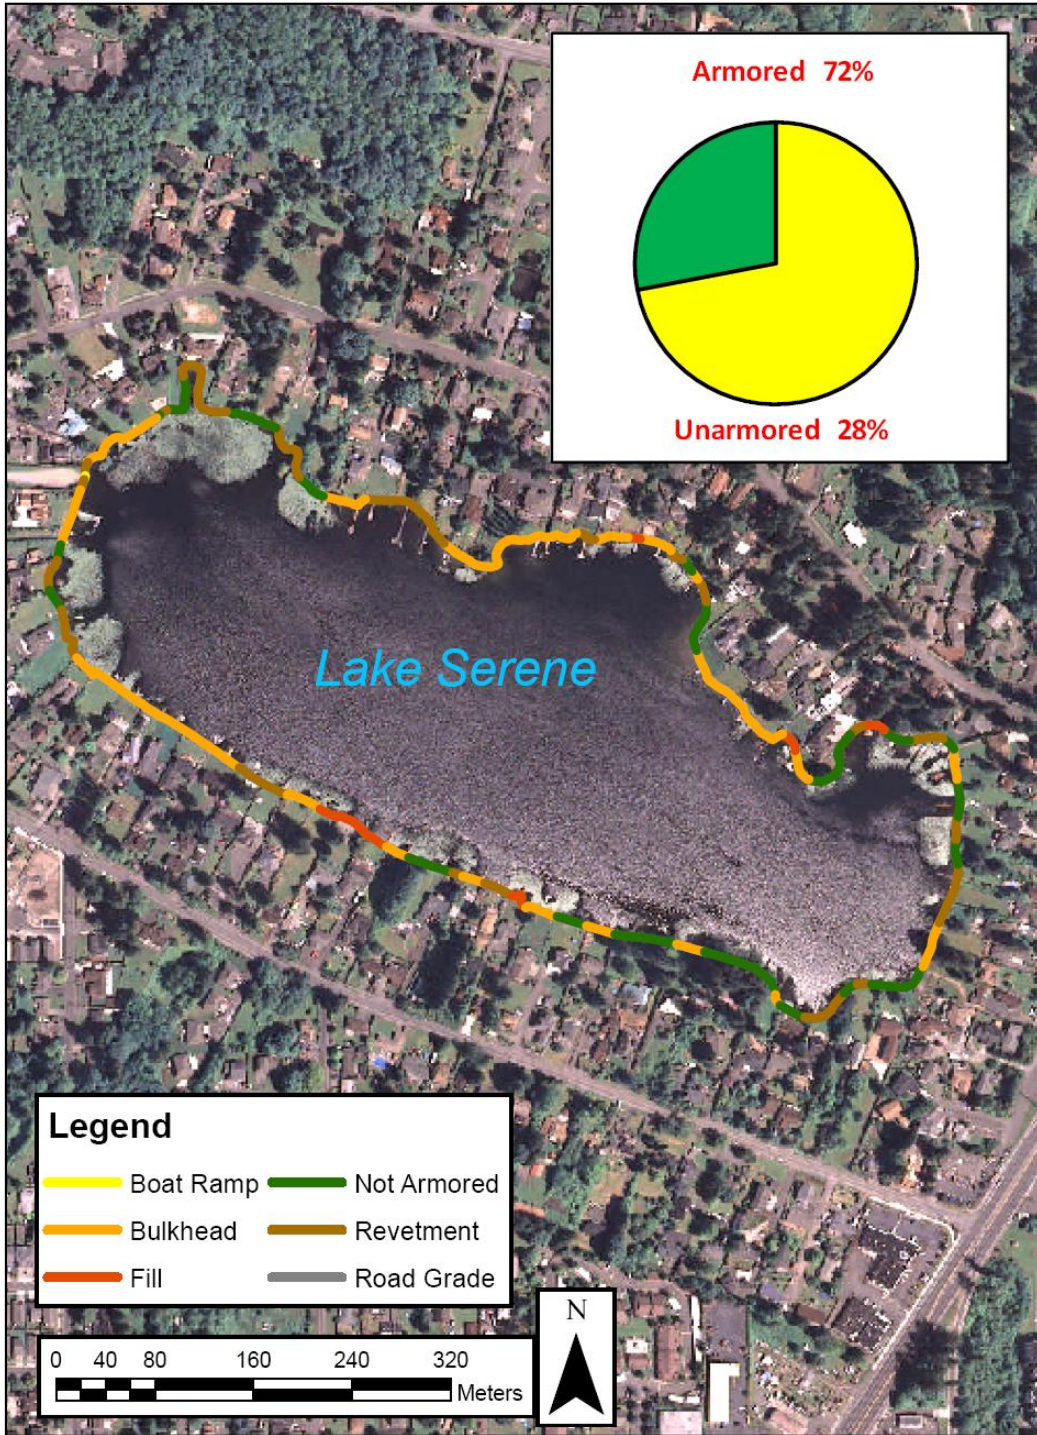 Armored 72%
Unarmored 28%
Lake Serene
Legend
Boat Ramp
Not Armored
Bulkhead
Revetment
Fill
Road Grade
N
0 40 80 160 240 320
Meters